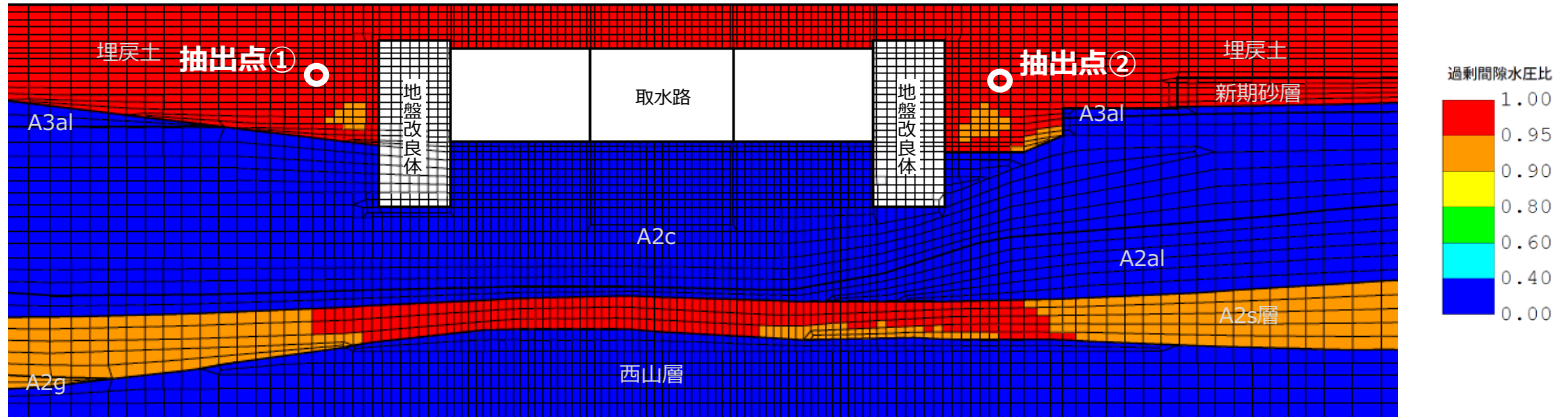 埋戻土
抽出点①
抽出点②
埋戻土
地盤改良体
取水路
地盤改良体
新期砂層
A3al
A3al
A2c
A2al
A2s層
A2g
西山層
過剰間隙水圧比
1.00
0.95
0.90
0.80
0.60
0.40
0.00